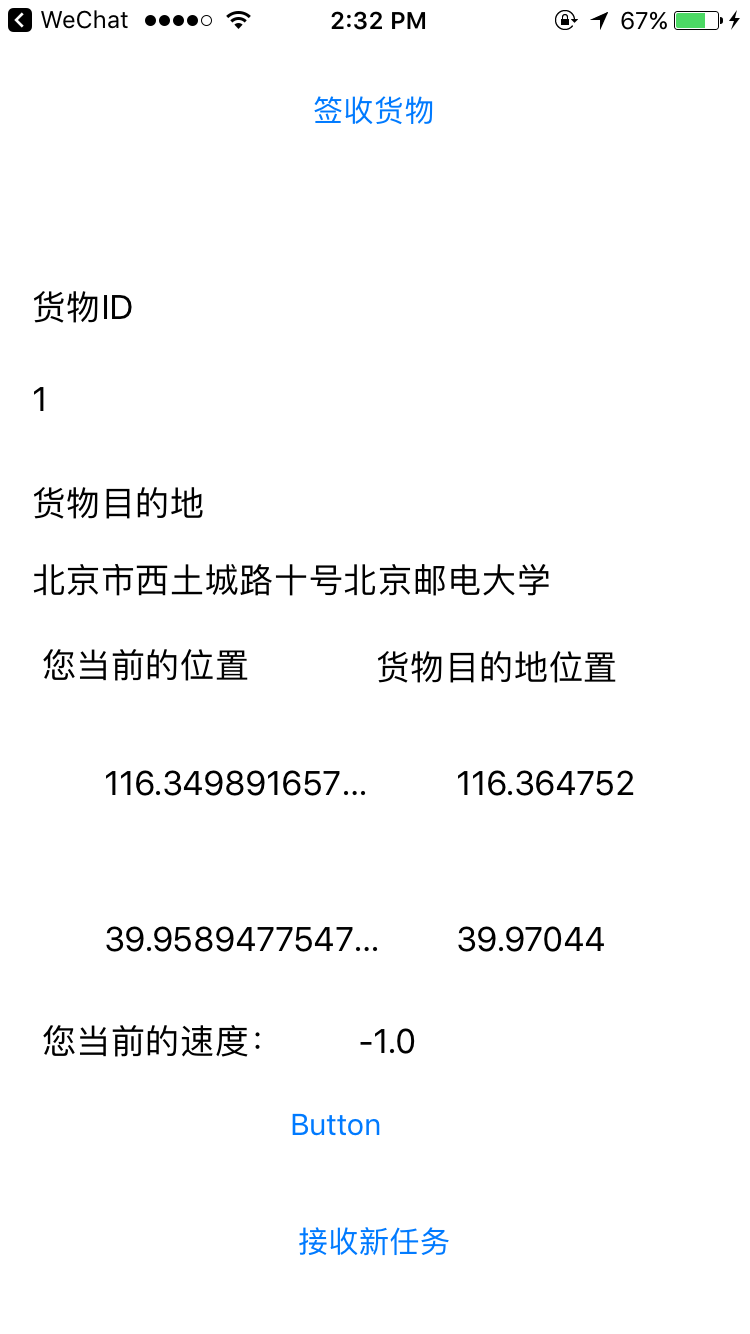 WeChat 2:32 PM 67%
签收货物
货物ID
1
货物目的地
北京市西土城路十号北京邮电大学
您当前的位置 货物目的地位置
116.349891657... 116.364752
39.9589477547... 39.97044
您当前的速度： -1.0
Button
接收新任务